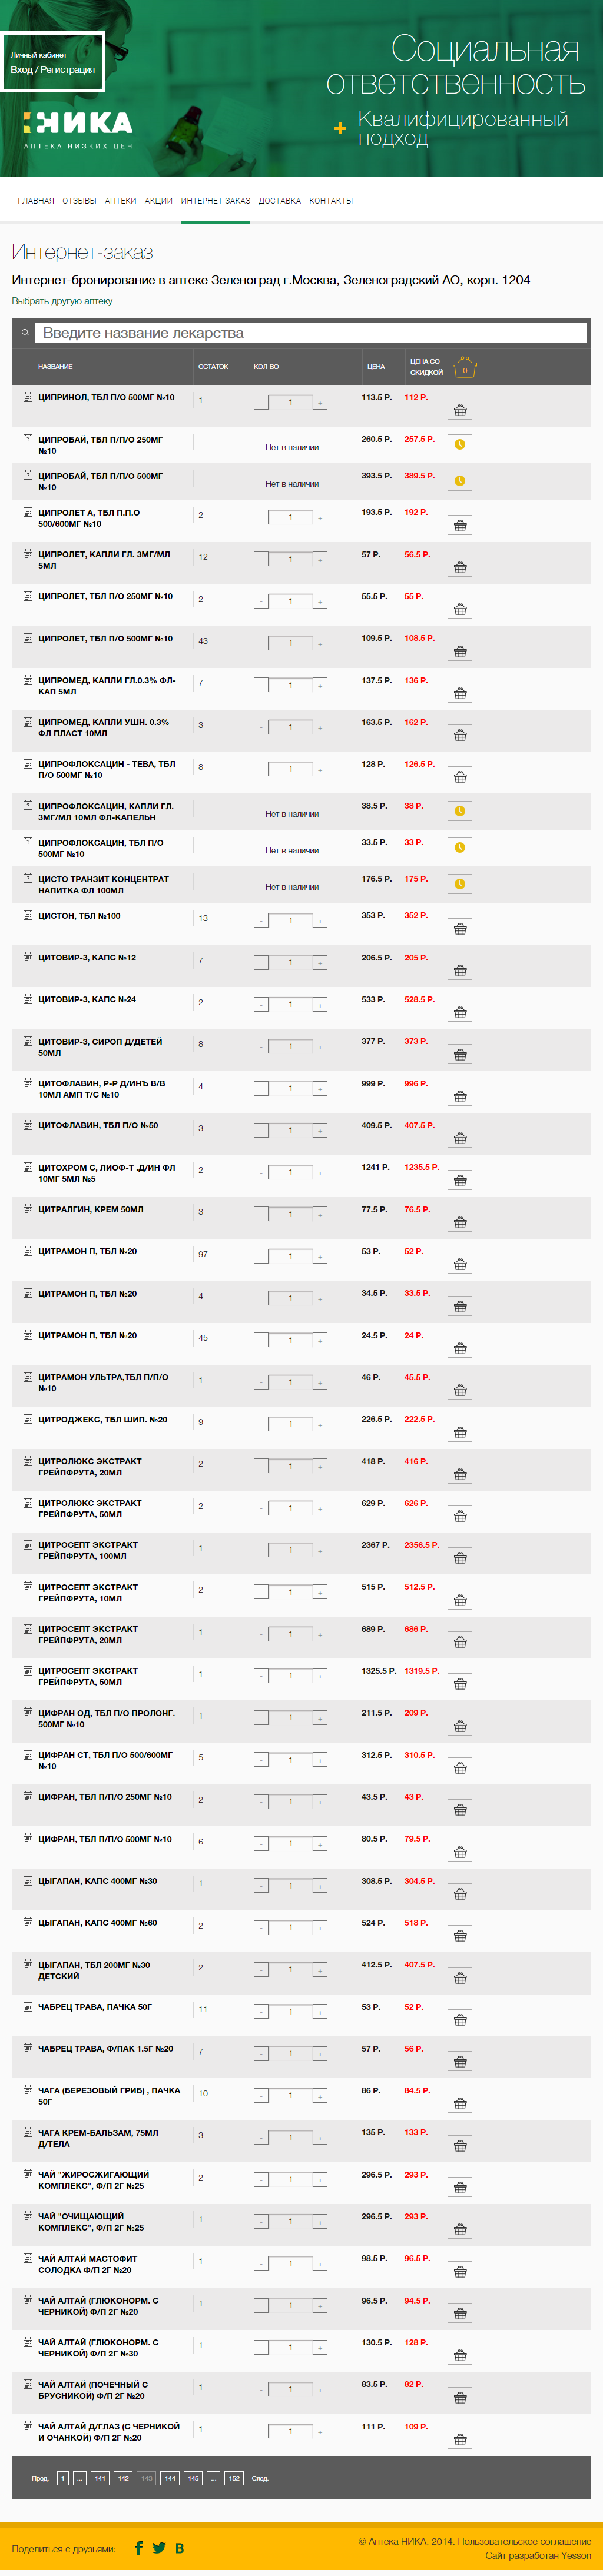 Личный кабинет
Вход / Регистрация
Социальная
ответственность
Квалифицированный
подход
НИКА
АПТЕКА НИЗКИХ ЦЕН
ГЛАВНАЯ ОТЗЫВЫ АПТЕКИ АКЦИИ ИНТЕРНЕТ-ЗАКАЗ ДОСТАВКА КОНТАКТЫ
Интернет-заказ
Интернет-бронирование в аптеке Зеленоград г.Москва, Зеленоградский АО, корп. 1204
Выбрать другую аптеку
Введите название лекарства
НАЗВАНИЕ ОСТАТОК КОЛ-ВО ЦЕНА ЦЕНА СО
СКИДКОЙ 0
ЦИПРИНОЛ, ТБЛ П/О 500МГ №10 1 - 1 + 113.5 Р. 112 Р.
ЦИПРОБАЙ, ТБЛ П/П/О 250МГ 260.5 Р. 257.5 Р.
№10 Нет в наличии
ЦИПРОБАЙ, ТБЛ П/П/О 500МГ 393.5 Р. 389.5 Р.
№10 Нет в наличии
ЦИПРОЛЕТ А, ТБЛ П.П.О 2 - 1 + 193.5 Р. 192 Р.
500/600МГ №10
ЦИПРОЛЕТ, КАПЛИ ГЛ. 3МГ/МЛ 12 - 1 + 57 Р. 56.5 Р.
5МЛ
ЦИПРОЛЕТ, ТБЛ П/О 250МГ №10 2 - 1 + 55.5 Р. 55 Р.
ЦИПРОЛЕТ, ТБЛ П/О 500МГ №10 43 - 1 + 109.5 Р. 108.5 Р.
ЦИПРОМЕД, КАПЛИ ГЛ.0.3% ФЛ- 7 - 1 + 137.5 Р. 136 Р.
КАП 5МЛ
ЦИПРОМЕД, КАПЛИ УШН. 0.3% 3 - 1 + 163.5 Р. 162 Р.
ФЛ ПЛАСТ 10МЛ
ЦИПРОФЛОКСАЦИН - ТЕВА, ТБЛ 8 - 1 + 128 Р. 126.5 Р.
П/О 500МГ №10
ЦИПРОФЛОКСАЦИН, КАПЛИ ГЛ. 38.5 Р. 38 Р.
3МГ/МЛ 10МЛ ФЛ-КАПЕЛЬН Нет в наличии
ЦИПРОФЛОКСАЦИН, ТБЛ П/О 33.5 Р. 33 Р.
500МГ №10 Нет в наличии
ЦИСТО ТРАНЗИТ КОНЦЕНТРАТ 176.5 Р. 175 Р.
НАПИТКА ФЛ 100МЛ Нет в наличии
ЦИСТОН, ТБЛ №100 13 - 1 + 353 Р. 352 Р.
ЦИТОВИР-3, КАПС №12 7 - 1 + 206.5 Р. 205 Р.
ЦИТОВИР-3, КАПС №24 2 - 1 + 533 Р. 528.5 Р.
ЦИТОВИР-3, СИРОП Д/ДЕТЕЙ 8 - 1 + 377 Р. 373 Р.
50МЛ
ЦИТОФЛАВИН, Р-Р Д/ИНЪ В/В 4 - 1 + 999 Р. 996 Р.
10МЛ АМП Т/С №10
ЦИТОФЛАВИН, ТБЛ П/О №50 3 - 1 + 409.5 Р. 407.5 Р.
ЦИТОХРОМ С, ЛИОФ-Т .Д/ИН ФЛ 2 - 1 + 1241 Р. 1235.5 Р.
10МГ 5МЛ №5
ЦИТРАЛГИН, КРЕМ 50МЛ 3 - 1 + 77.5 Р. 76.5 Р.
ЦИТРАМОН П, ТБЛ №20 97 - 1 + 53 Р. 52 Р.
ЦИТРАМОН П, ТБЛ №20 4 - 1 + 34.5 Р. 33.5 Р.
ЦИТРАМОН П, ТБЛ №20 45 - 1 + 24.5 Р. 24 Р.
ЦИТРАМОН УЛЬТРА,ТБЛ П/П/О 1 - 1 + 46 Р. 45.5 Р.
№10
ЦИТРОДЖЕКС, ТБЛ ШИП. №20 9 - 1 + 226.5 Р. 222.5 Р.
ЦИТРОЛЮКС ЭКСТРАКТ 2 - 1 + 418 Р. 416 Р.
ГРЕЙПФРУТА, 20МЛ
ЦИТРОЛЮКС ЭКСТРАКТ 2 - 1 + 629 Р. 626 Р.
ГРЕЙПФРУТА, 50МЛ
ЦИТРОСЕПТ ЭКСТРАКТ 1 - 1 + 2367 Р. 2356.5 Р.
ГРЕЙПФРУТА, 100МЛ
ЦИТРОСЕПТ ЭКСТРАКТ 2 - 1 + 515 Р. 512.5 Р.
ГРЕЙПФРУТА, 10МЛ
ЦИТРОСЕПТ ЭКСТРАКТ 1 - 1 + 689 Р. 686 Р.
ГРЕЙПФРУТА, 20МЛ
ЦИТРОСЕПТ ЭКСТРАКТ 1 - 1 + 1325.5 Р. 1319.5 Р.
ГРЕЙПФРУТА, 50МЛ
ЦИФРАН ОД, ТБЛ П/О ПРОЛОНГ. 1 - 1 + 211.5 Р. 209 Р.
500МГ №10
ЦИФРАН СТ, ТБЛ П/О 500/600МГ 5 - 1 + 312.5 Р. 310.5 Р.
№10
ЦИФРАН, ТБЛ П/П/О 250МГ №10 2 - 1 + 43.5 Р. 43 Р.
ЦИФРАН, ТБЛ П/П/О 500МГ №10 6 - 1 + 80.5 Р. 79.5 Р.
ЦЫГАПАН, КАПС 400МГ №30 1 - 1 + 308.5 Р. 304.5 Р.
ЦЫГАПАН, КАПС 400МГ №60 2 - 1 + 524 Р. 518 Р.
ЦЫГАПАН, ТБЛ 200МГ №30 2 - 1 + 412.5 Р. 407.5 Р.
ДЕТСКИЙ
ЧАБРЕЦ ТРАВА, ПАЧКА 50Г 11 - 1 + 53 Р. 52 Р.
ЧАБРЕЦ ТРАВА, Ф/ПАК 1.5Г №20 7 - 1 + 57 Р. 56 Р.
ЧАГА (БЕРЕЗОВЫЙ ГРИБ) , ПАЧКА 10 - 1 + 86 Р. 84.5 Р.
50Г
ЧАГА КРЕМ-БАЛЬЗАМ, 75МЛ 3 - 1 + 135 Р. 133 Р.
Д/ТЕЛА
ЧАЙ "ЖИРОСЖИГАЮЩИЙ 2 - 1 + 296.5 Р. 293 Р.
КОМПЛЕКС", Ф/П 2Г №25
ЧАЙ "ОЧИЩАЮЩИЙ 1 - 1 + 296.5 Р. 293 Р.
КОМПЛЕКС", Ф/П 2Г №25
ЧАЙ АЛТАЙ МАСТОФИТ 1 - 1 + 98.5 Р. 96.5 Р.
СОЛОДКА Ф/П 2Г №20
ЧАЙ АЛТАЙ (ГЛЮКОНОРМ. С 1 - 1 + 96.5 Р. 94.5 Р.
ЧЕРНИКОЙ) Ф/П 2Г №20
ЧАЙ АЛТАЙ (ГЛЮКОНОРМ. С 1 - 1 + 130.5 Р. 128 Р.
ЧЕРНИКОЙ) Ф/П 2Г №30
ЧАЙ АЛТАЙ (ПОЧЕЧНЫЙ С 1 - 1 + 83.5 Р. 82 Р.
БРУСНИКОЙ) Ф/П 2Г №20
ЧАЙ АЛТАЙ Д/ГЛАЗ (С ЧЕРНИКОЙ 1 - 1 + 111 Р. 109 Р.
И ОЧАНКОЙ) Ф/П 2Г №20
Пред. 1 ... 141 142 143 144 145 ... 152 След.
Поделиться с друзьями:
© Аптека НИКА. 2014. Пользовательское соглашение
Сайт разработан Yesson